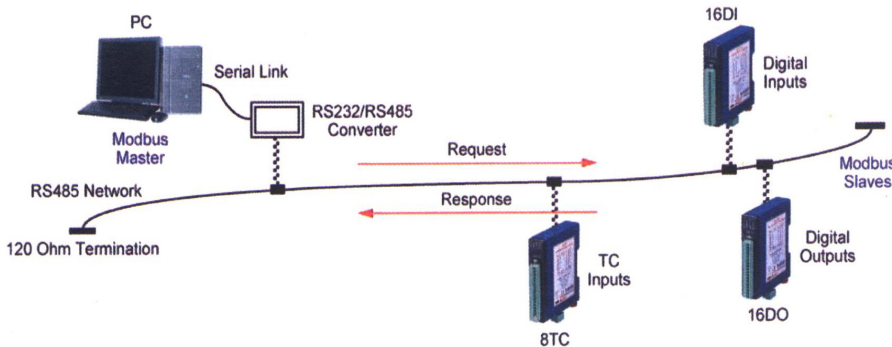 PC
Serial Link
RS232/RS485
Converter
Modbus
Master
16DI
Digital
Inputs
Request
Modbus
Slaves
RS485 Network
Response
120 Ohm Termination
TC
Inputs
8TC
Digital
Outputs
16DO